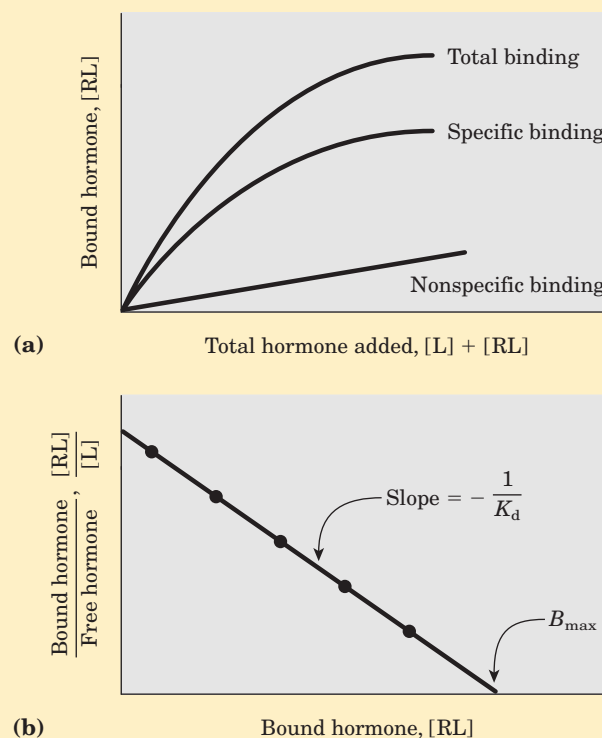 Total binding
Specific binding
Nonspecific binding
Bound hormone, [RL]
(a)
Total hormone added, [L] + [RL]
Bound hormone / Free hormone, [RL] / [L]
Slope = − 1 / Kd
Bmax
(b)
Bound hormone, [RL]